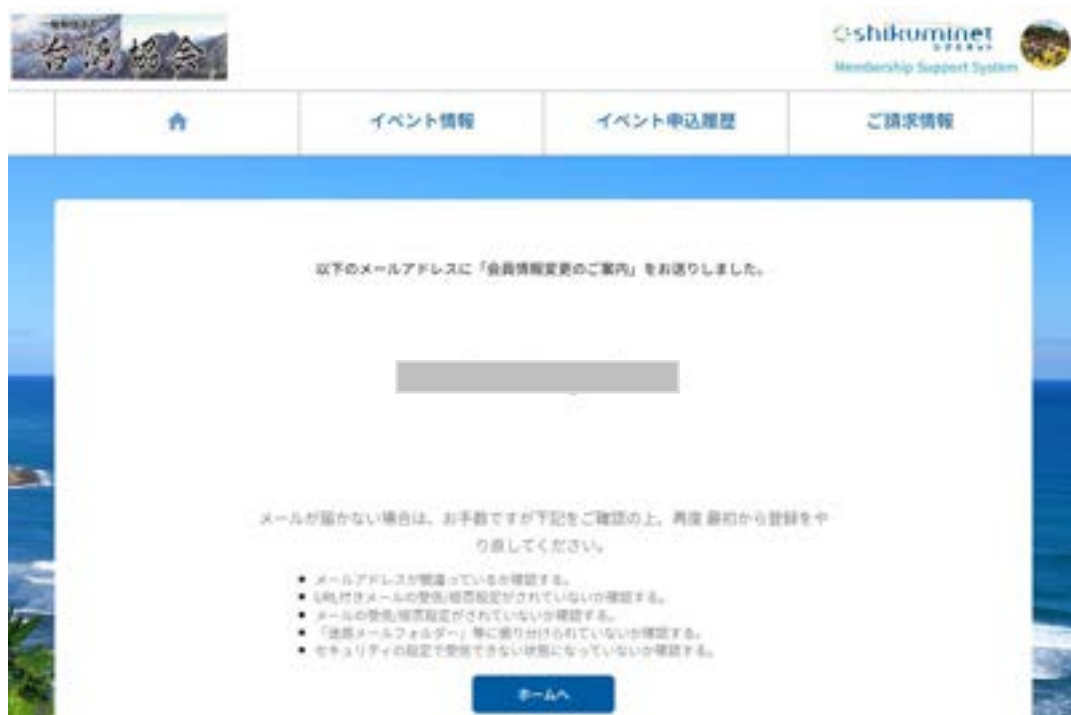 台湾協会
shikuminet
シクミネット
Membership Support System
イベント情報
イベント申込履歴
ご請求情報
以下のメールアドレスに「会員情報変更のご案内」をお送りしました。
メールが届かない場合は、お手数ですが下記をご確認の上、再度 最初から登録をや
り直してください。
メールアドレスが間違っているか確認する。
URL付きメールの受信/拒否設定がされていないか確認する。
メールの受信/拒否設定がされていないか確認する。
「迷惑メールフォルダー」等に振り分けられていないか確認する。
セキュリティの設定で受信できない状態になっていないか確認する。
ホームへ